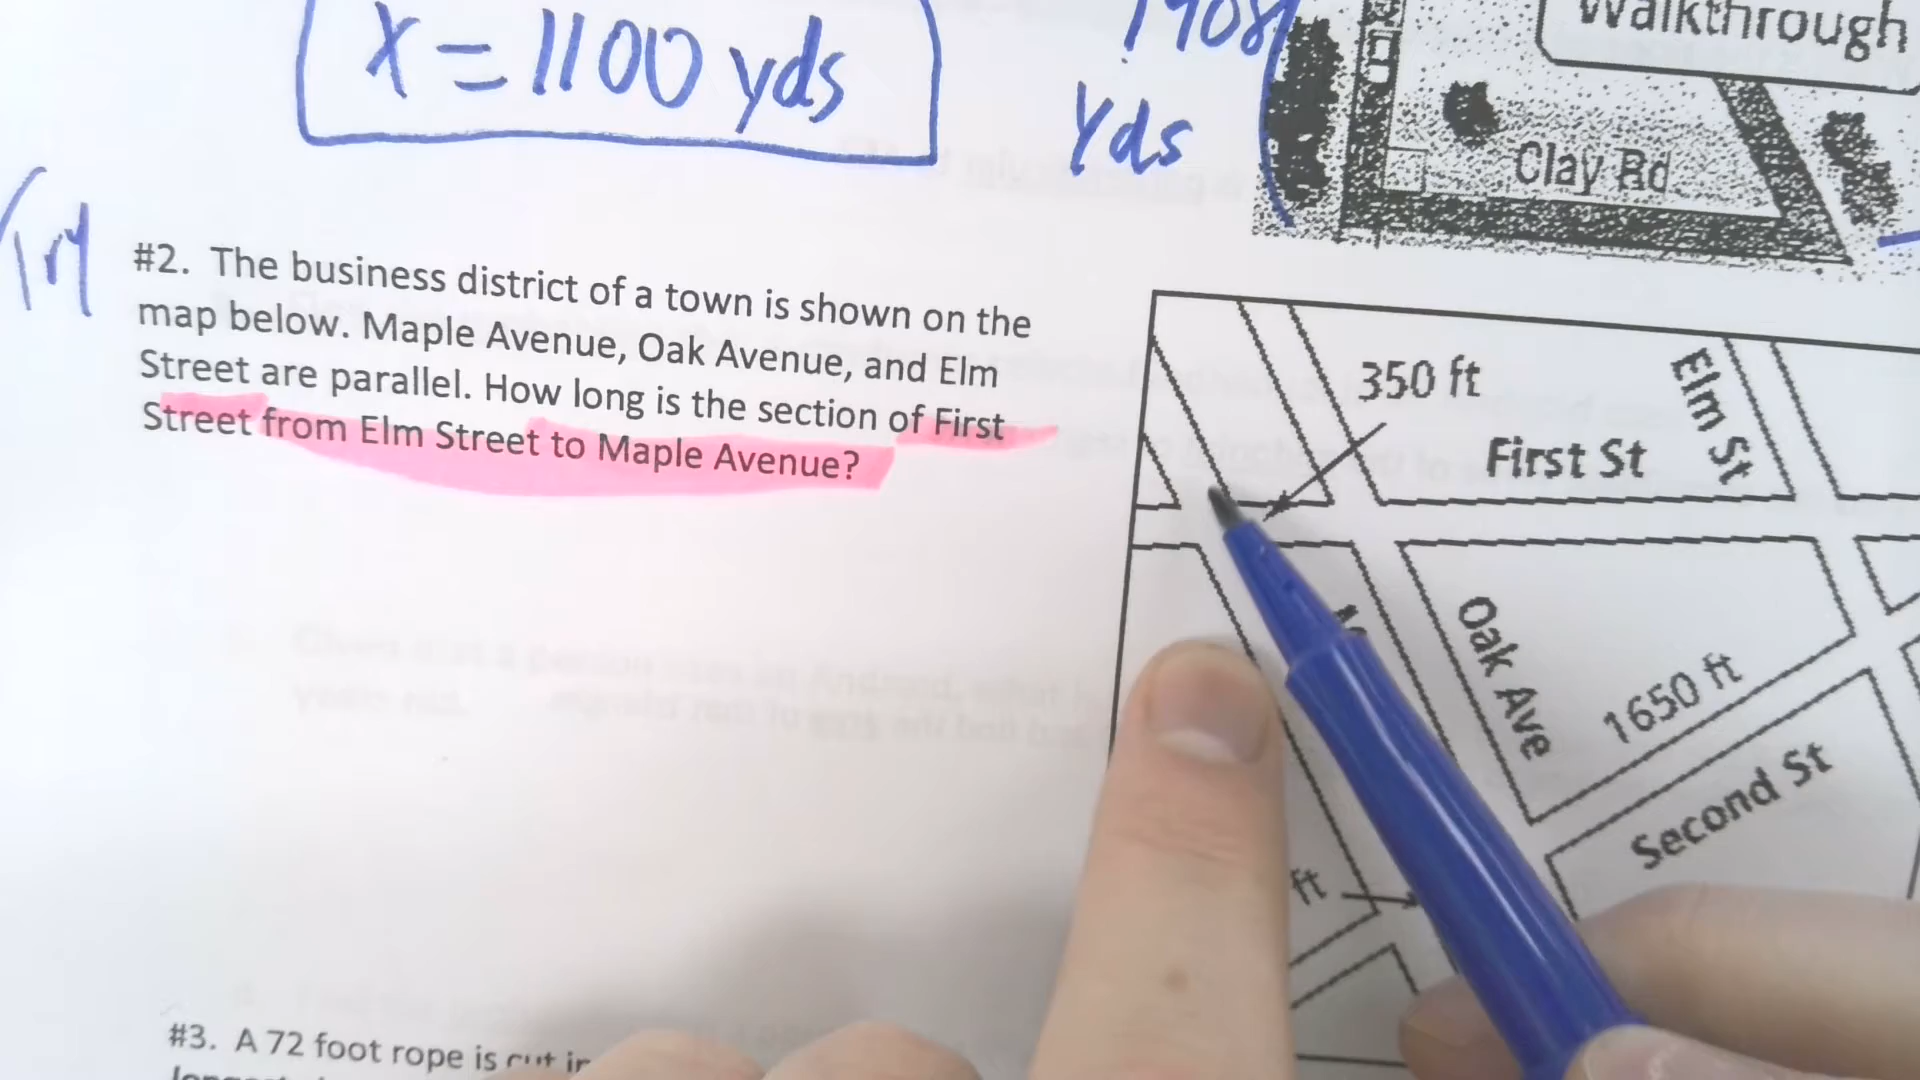 x = 1100 yds
yds
Walkthrough
Clay Rd
Try
#2. The business district of a town is shown on the
map below. Maple Avenue, Oak Avenue, and Elm
Street are parallel. How long is the section of First
Street from Elm Street to Maple Avenue?
350 ft
Elm St
First St
Oak Ave
1650 ft
Second St
ft
#3. A 72 foot rope is cut in